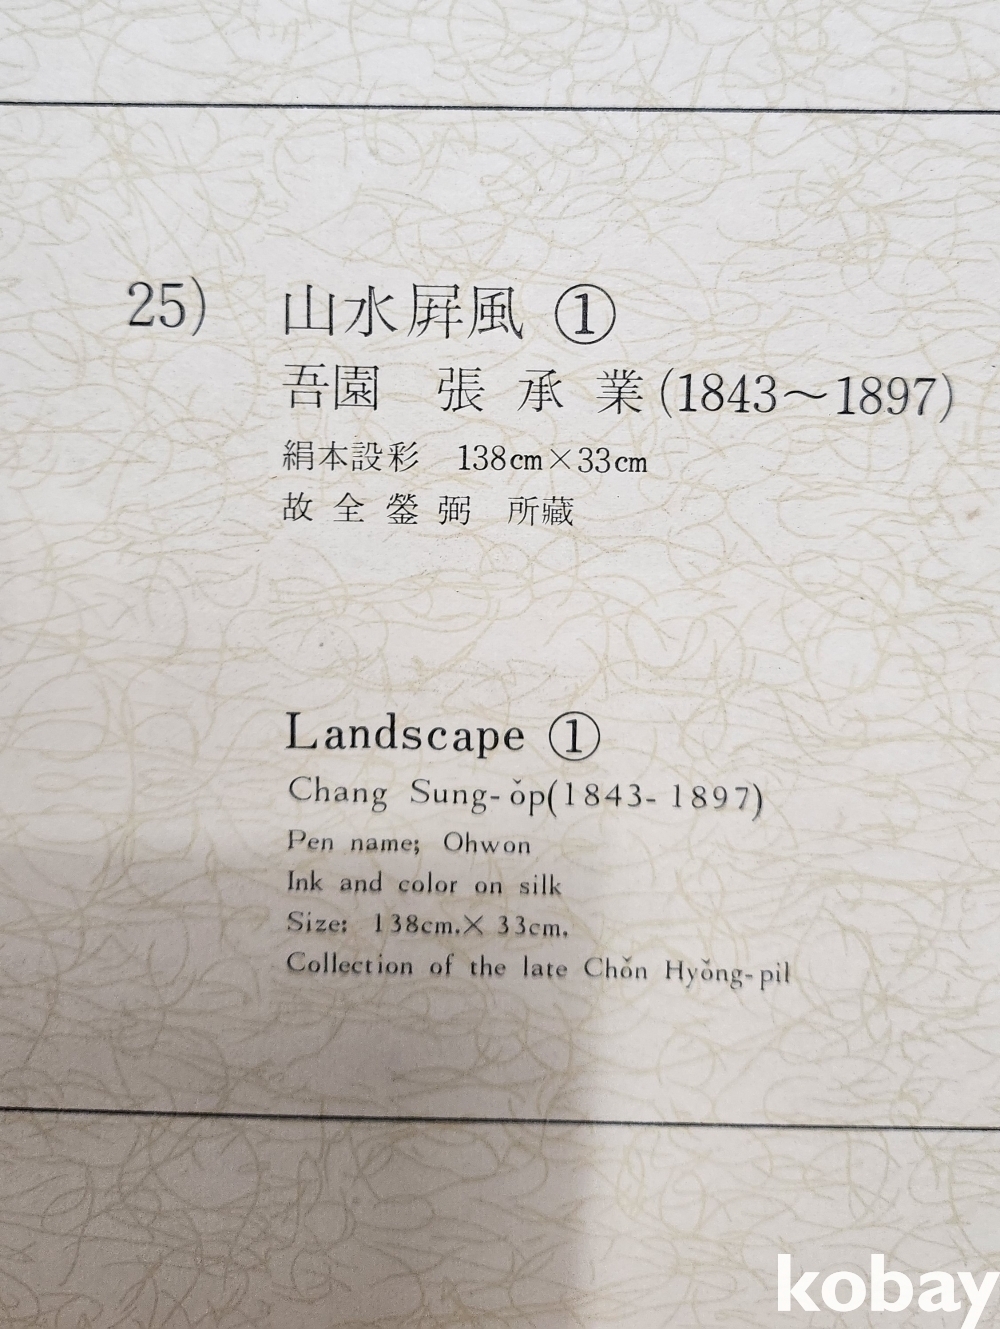 25) 山水屛風 ①
吾園 張承業(1843～1897)
絹本設彩 138cm×33cm
故 全鎣弼 所藏
Landscape ①
Chang Sung-ŏp(1843-1897)
Pen name; Ohwon
Ink and color on silk
Size: 138cm.× 33cm.
Collection of the late Chŏn Hyŏng-pil
kobay